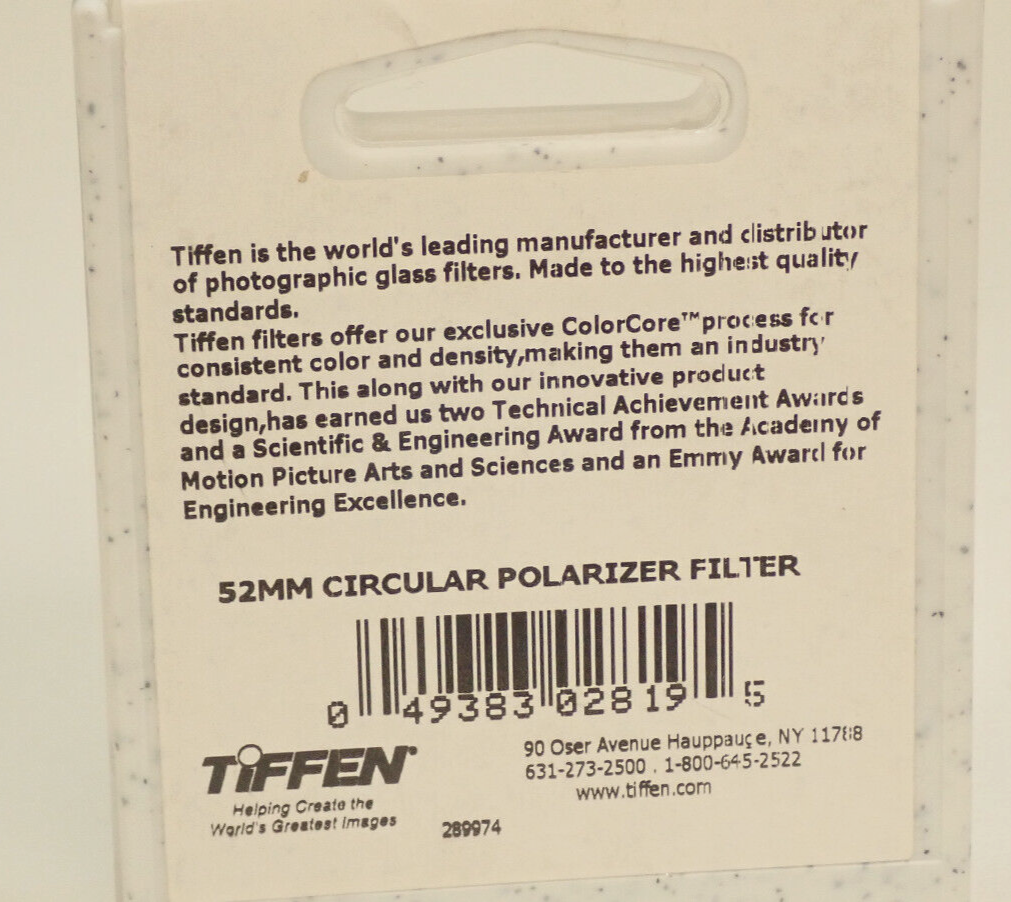 Tiffen is the world's leading manufacturer and distributor
of photographic glass filters. Made to the highest quality
standards.
Tiffen filters offer our exclusive ColorCore™process for
consistent color and density,making them an industry
standard. This along with our innovative product
design,has earned us two Technical Achievement Awards
and a Scientific & Engineering Award from the Academy of
Motion Picture Arts and Sciences and an Emmy Award for
Engineering Excellence.
52MM CIRCULAR POLARIZER FILTER
0 49383 02819 5
TIFFEN®
Helping Create the
World's Greatest Images
90 Oser Avenue Hauppauge, NY 11788
631-273-2500 . 1-800-645-2522
www.tiffen.com
289974